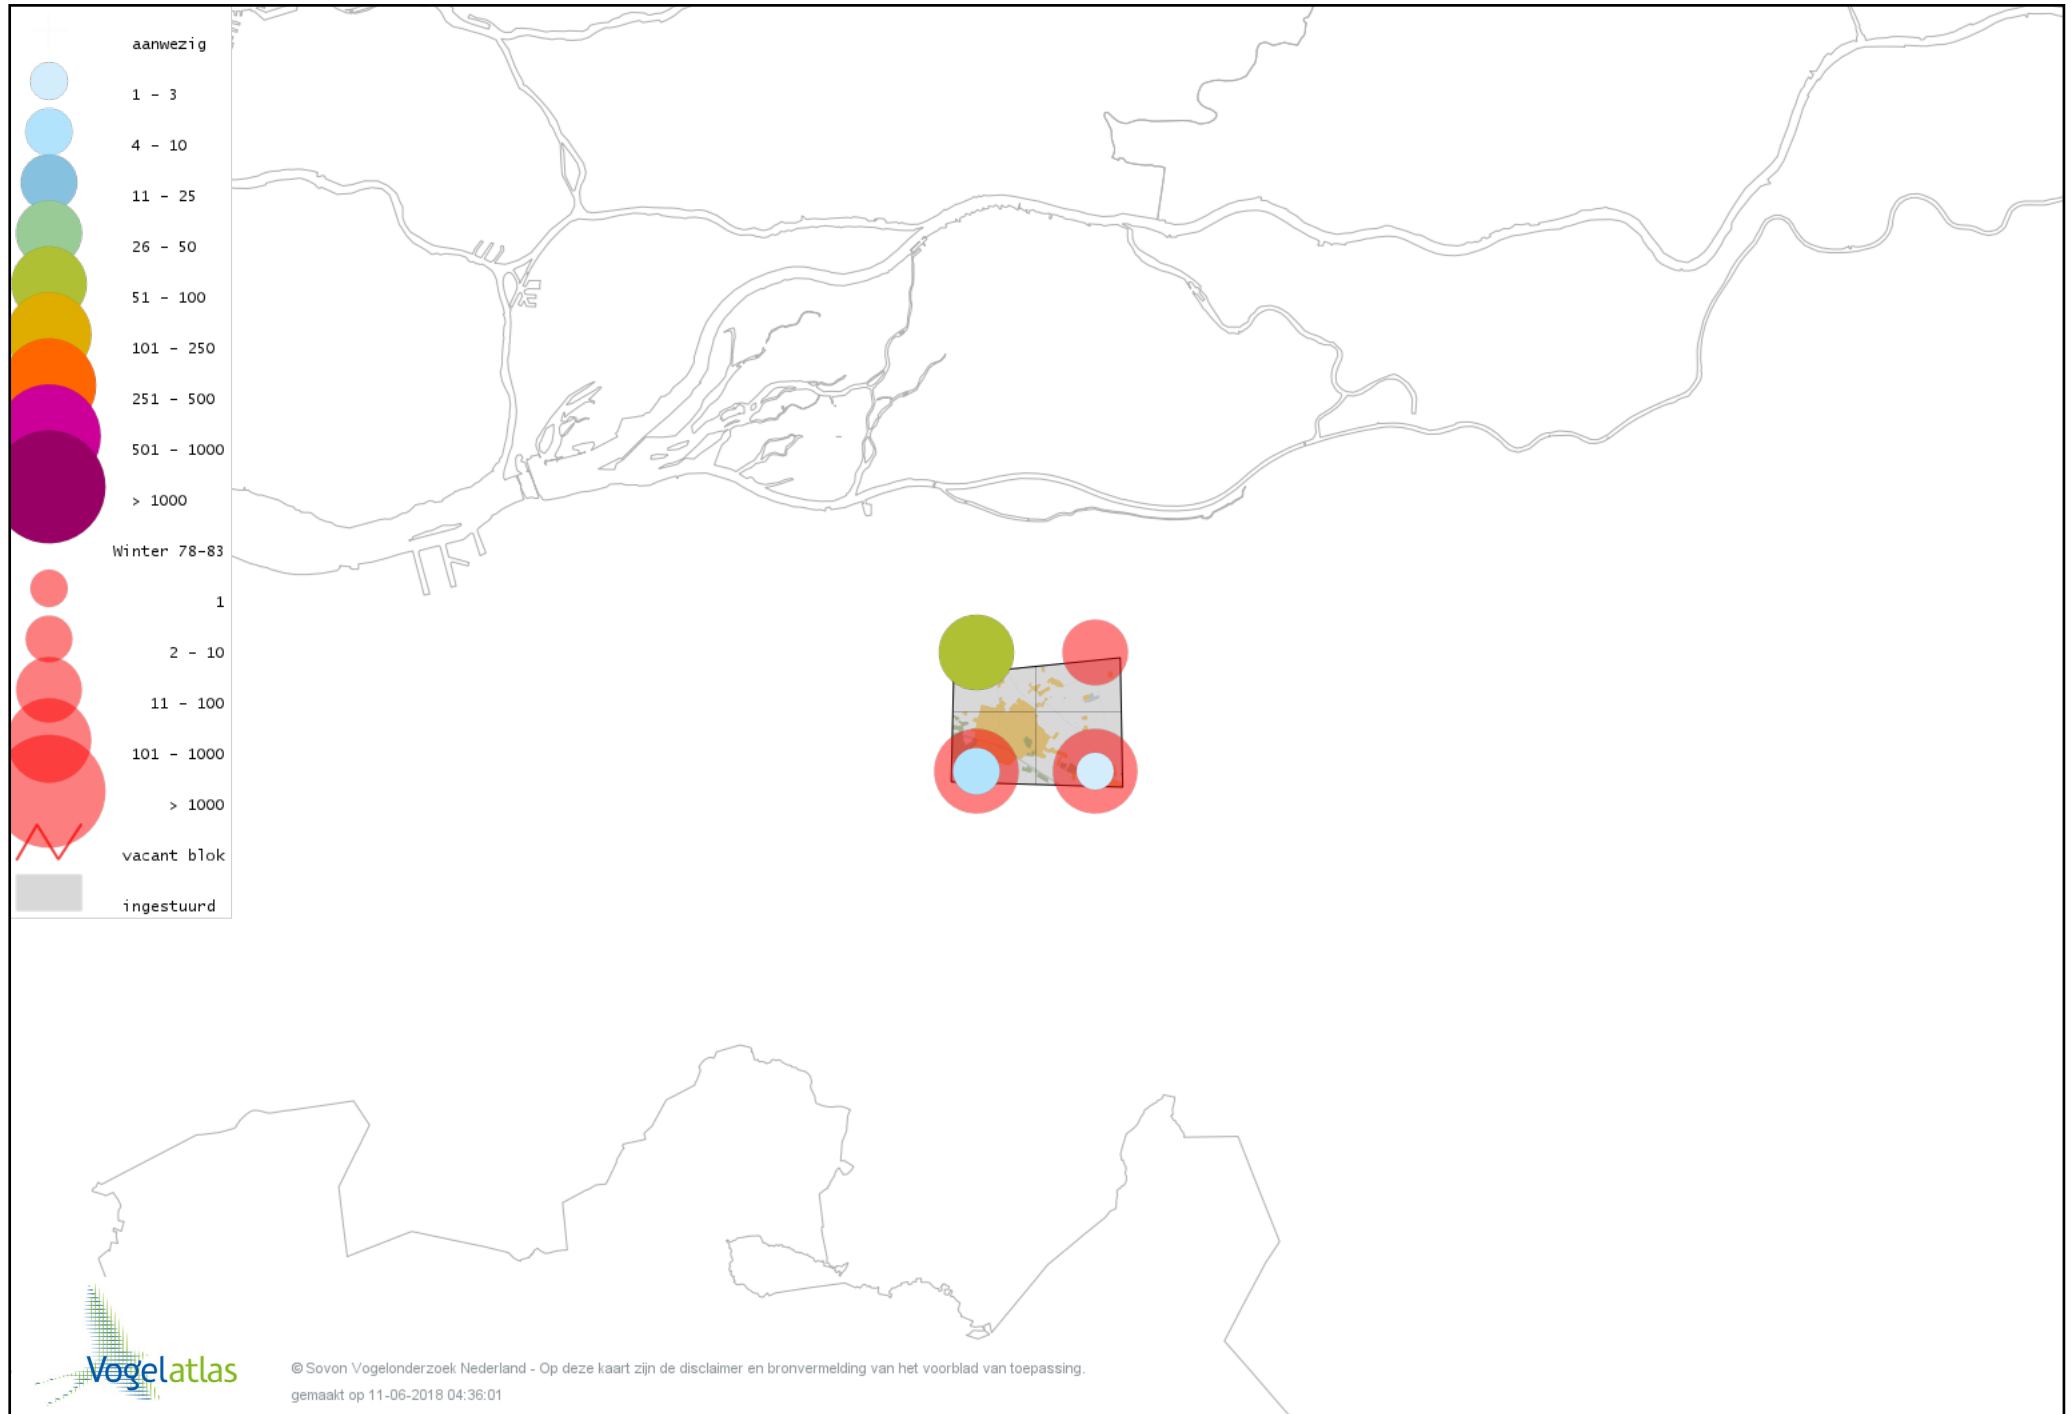 aanwezig
1 - 3
4 - 10
11 - 25
26 - 50
51 - 100
101 - 250
251 - 500
501 - 1000
> 1000
Winter 78-83
1
2 - 10
11 - 100
101 - 1000
> 1000
vacant blok
ingestuurd
Vogelatlas
© Sovon Vogelonderzoek Nederland - Op deze kaart zijn de disclaimer en bronvermelding van het voorblad van toepassing.
gemaakt op 11-06-2018 04:36:01